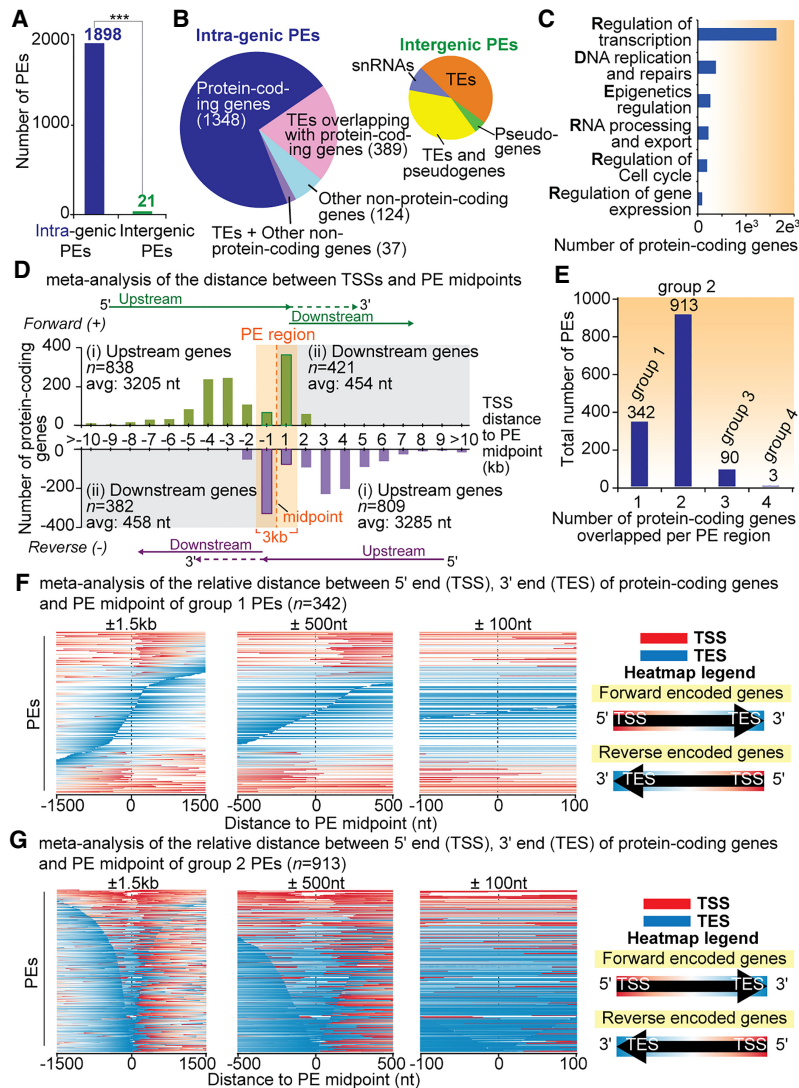 A
***
2000
1898
1000
0
21
Number of PEs
Intra-genic PEs
Intergenic PEs
B
Intra-genic PEs
Protein-cod-
ing genes
(1348)
TEs overlapping
with protein-cod-
ing genes (389)
Other non-protein-coding
genes (124)
TEs + Other non-
protein-coding genes (37)
Intergenic PEs
snRNAs
TEs
Pseudo-
genes
TEs and
pseudogenes
C
Regulation of
transcription
DNA replication
and repairs
Epigenetics
regulation
RNA processing
and export
Regulation of
Cell cycle
Regulation of gene
expression
0 1e³ 2e³
Number of protein-coding genes
D meta-analysis of the distance between TSSs and PE midpoints
5' Upstream 3'
Forward (+) Downstream
PE region
400
200
0
(i) Upstream genes
n=838
avg: 3205 nt
(ii) Downstream genes
n=421
avg: 454 nt
Number of protein-coding
genes
>-10 -9 -8 -7 -6 -5 -4 -3 -2 -1 1 2 3 4 5 6 7 8 9 >10
TSS
distance
to PE
midpoint
(kb)
0
-200
-400
(ii) Downstream genes
n=382
avg: 458 nt
(i) Upstream genes
n=809
avg: 3285 nt
midpoint
3kb
Reverse (-) Downstream Upstream
3' 5'
E
group 2
1000
800
600
400
200
0
342
913
90
3
group 1
group 3
group 4
Total number of PEs
1 2 3 4
Number of protein-coding genes
overlapped per PE region
F meta-analysis of the relative distance between 5' end (TSS), 3' end (TES) of protein-coding genes
and PE midpoint of group 1 PEs (n=342)
±1.5kb ± 500nt ± 100nt
PEs
-1500 0 1500 -500 0 500 -100 0 100
Distance to PE midpoint (nt)
TSS
TES
Heatmap legend
Forward encoded genes
5' TSS TES 3'
Reverse encoded genes
3' TES TSS 5'
G meta-analysis of the relative distance between 5' end (TSS), 3' end (TES) of protein-coding genes
and PE midpoint of group 2 PEs (n=913)
±1.5kb ± 500nt ± 100nt
PEs
-1500 0 1500 -500 0 500 -100 0 100
Distance to PE midpoint (nt)
TSS
TES
Heatmap legend
Forward encoded genes
5' TSS TES 3'
Reverse encoded genes
3' TES TSS 5'